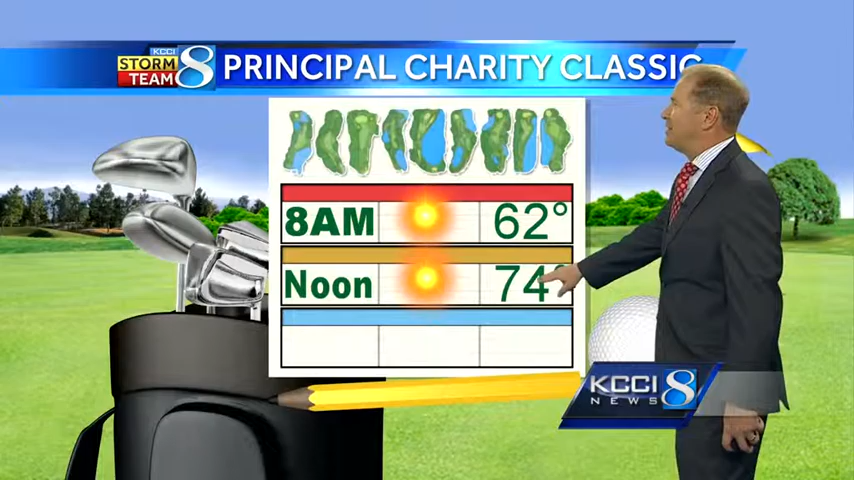 KCCI
STORM
TEAM
8
PRINCIPAL CHARITY CLASSIC
8AM 62°
Noon 74°
KCCI 8
NEWS